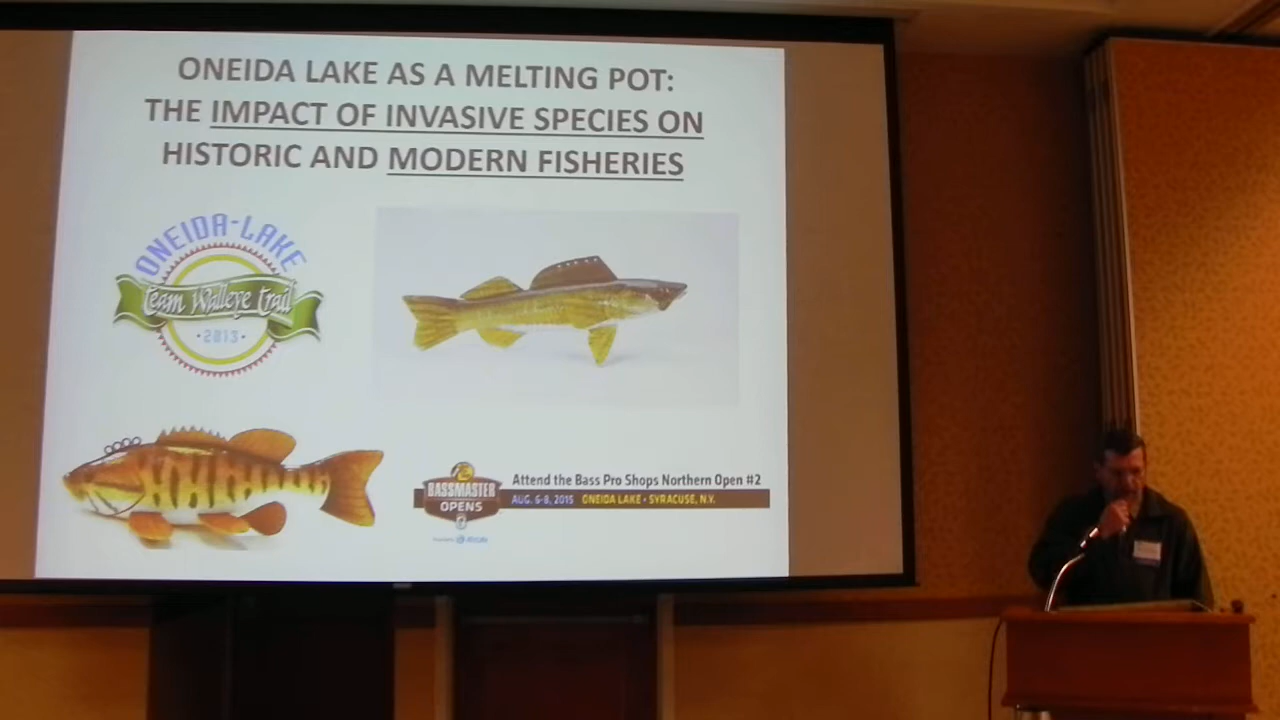 ONEIDA LAKE AS A MELTING POT:
THE IMPACT OF INVASIVE SPECIES ON
HISTORIC AND MODERN FISHERIES
ONEIDA-LAKE
Team Walleye Trail
·2013·
BASSMASTER
OPENS
Attend the Bass Pro Shops Northern Open #2
AUG. 6-8, 2015 ONEIDA LAKE · SYRACUSE, N.Y.